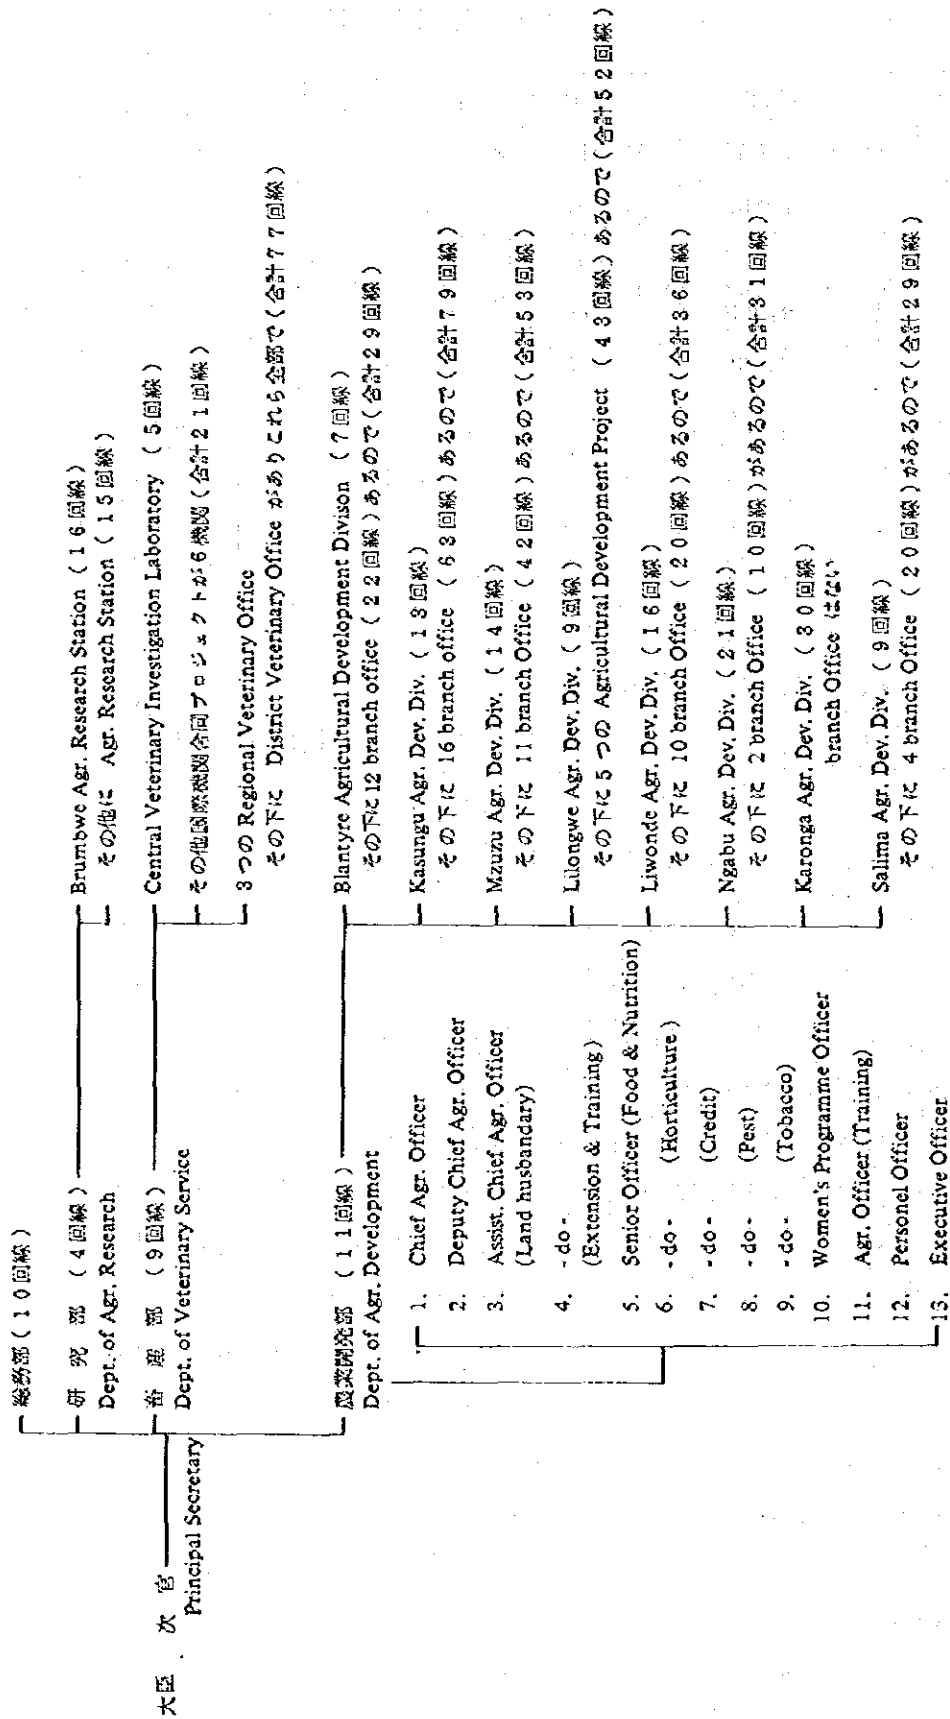 大臣．次官
Principal Secretary
総務部（10回線）
研究部（4回線）
Dept. of Agr. Research
畜産部（9回線）
Dept. of Veterinary Service
農業開発部（11回線）
Dept. of Agr. Development
1. Chief Agr. Officer
2. Deputy Chief Agr. Officer
3. Assist. Chief Agr. Officer
(Land husbandary)
4. - do -
(Extension & Training)
5. Senior Officer (Food & Nutrition)
6. - do - (Horticulture)
7. - do - (Credit)
8. - do - (Pest)
9. - do - (Tobacco)
10. Women's Programme Officer
11. Agr. Officer (Training)
12. Personel Officer
13. Executive Officer
Brumbwe Agr. Research Station（16回線）
その他に Agr. Research Station（15回線）
Central Veterinary Investigation Laboratory（5回線）
その他国際機関合同プロジェクトが6機関（合計21回線）
3つの Regional Veterinary Office
その下に District Veterinary Office がありこれら全部で（合計77回線）
Blantyre Agricultural Development Divison（7回線）
その下に12 branch office（22回線）あるので（合計29回線）
Kasungu Agr. Dev. Div.（13回線）
その下に 16 branch office（63回線）あるので（合計79回線）
Mzuzu Agr. Dev. Div.（14回線）
その下に 11 branch Office（42回線）あるので（合計53回線）
Lilongwe Agr. Dev. Div.（9回線）
その下に5つの Agricultural Development Project（43回線）あるので（合計52回線）
Liwonde Agr. Dev. Div.（16回線）
その下に 10 branch Office（20回線）あるので（合計36回線）
Ngabu Agr. Dev. Div.（21回線）
その下に 2 branch Office（10回線）があるので（合計31回線）
Karonga Agr. Dev. Div.（30回線）
branch Office はない
Salima Agr. Dev. Div.（9回線）
その下に 4 branch Office（20回線）があるので（合計29回線）